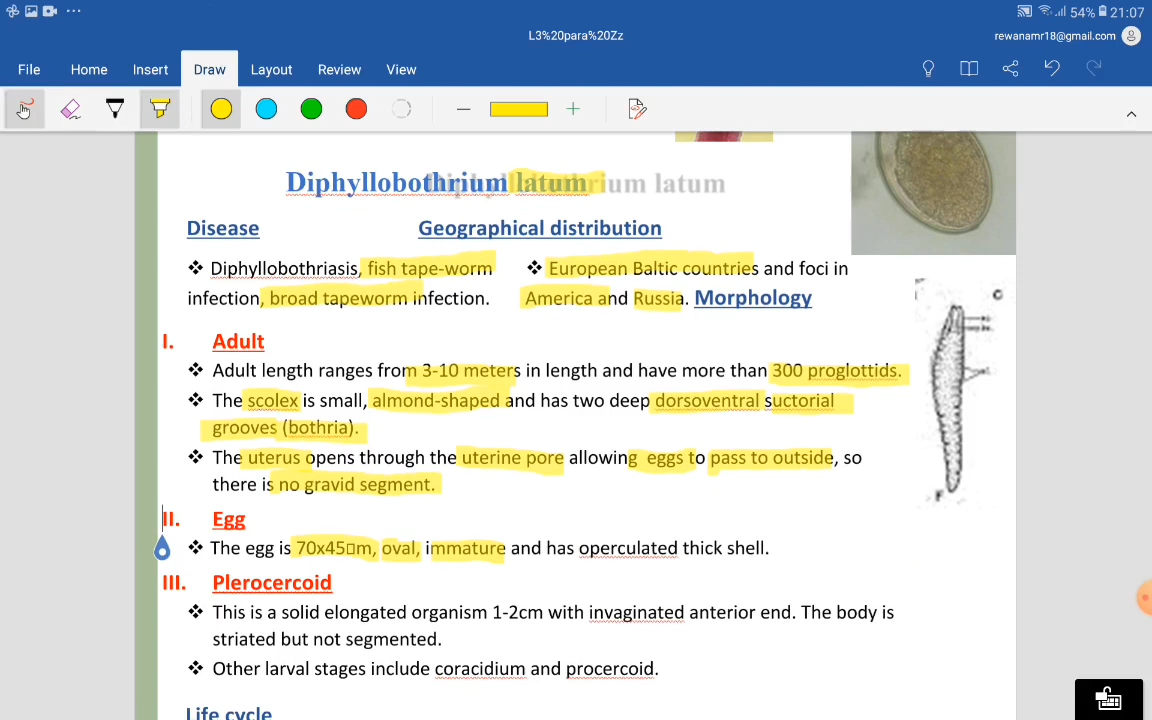 54% 21:07
L3%20para%20Zz
rewanamr18@gmail.com
File Home Insert Draw Layout Review View
Diphyllobothrium latum
Disease Geographical distribution
❖ Diphyllobothriasis, fish tape-worm ❖ European Baltic countries and foci in
infection, broad tapeworm infection. America and Russia. Morphology
I. Adult
❖ Adult length ranges from 3-10 meters in length and have more than 300 proglottids.
❖ The scolex is small, almond-shaped and has two deep dorsoventral suctorial
grooves (bothria).
❖ The uterus opens through the uterine pore allowing eggs to pass to outside, so
there is no gravid segment.
II. Egg
❖ The egg is 70x45▯m, oval, immature and has operculated thick shell.
III. Plerocercoid
❖ This is a solid elongated organism 1-2cm with invaginated anterior end. The body is
striated but not segmented.
❖ Other larval stages include coracidium and procercoid.
Life cycle